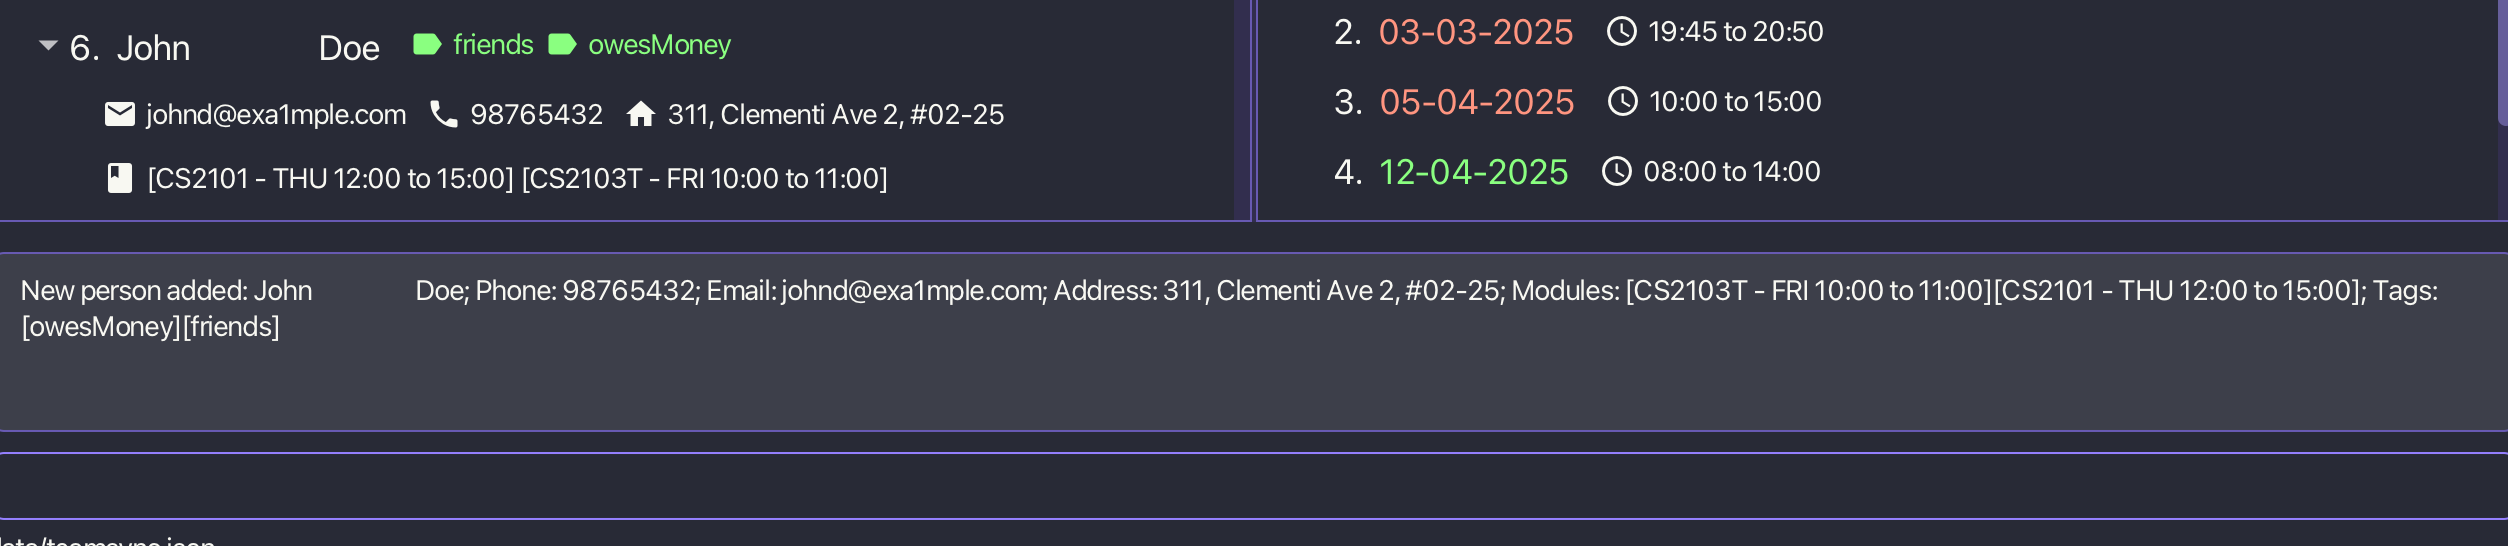 6. John Doe friends owesMoney
johnd@exa1mple.com 98765432 311, Clementi Ave 2, #02-25
[CS2101 - THU 12:00 to 15:00] [CS2103T - FRI 10:00 to 11:00]
2. 03-03-2025 19:45 to 20:50
3. 05-04-2025 10:00 to 15:00
4. 12-04-2025 08:00 to 14:00
New person added: John Doe; Phone: 98765432; Email: johnd@exa1mple.com; Address: 311, Clementi Ave 2, #02-25; Modules: [CS2103T - FRI 10:00 to 11:00][CS2101 - THU 12:00 to 15:00]; Tags:
[owesMoney][friends]